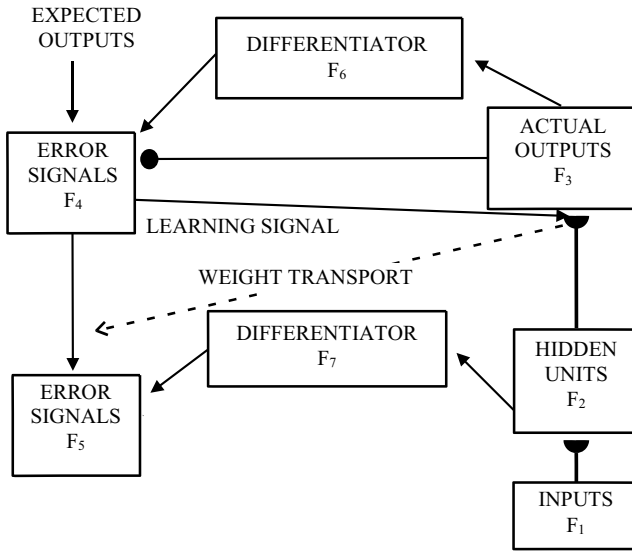 EXPECTED
OUTPUTS
DIFFERENTIATOR
F₆
ACTUAL
OUTPUTS
F₃
ERROR
SIGNALS
F₄
LEARNING SIGNAL
WEIGHT TRANSPORT
DIFFERENTIATOR
F₇
HIDDEN
UNITS
F₂
ERROR
SIGNALS
F₅
INPUTS
F₁